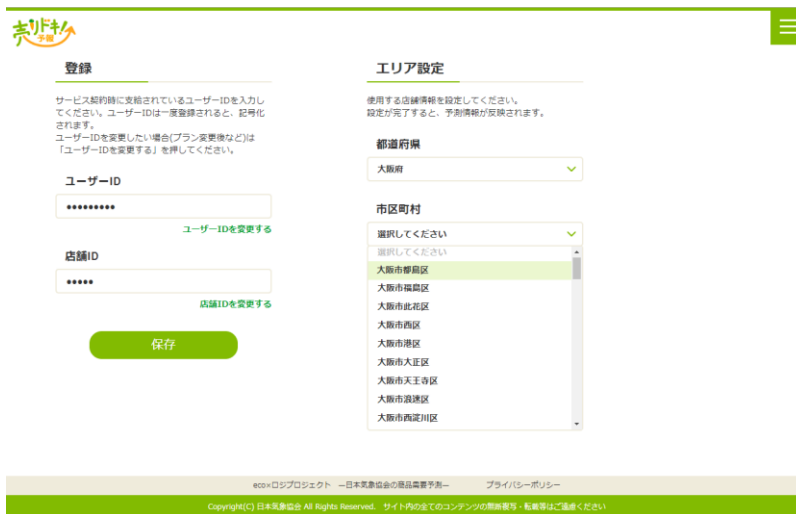 売りドキ!
予報
登録
サービス契約時に支給されているユーザーIDを入力し
てください。ユーザーIDは一度登録されると、記号化
されます。
ユーザーIDを変更したい場合(プラン変更後など)は
「ユーザーIDを変更する」を押してください。
ユーザーID
•••••••••
ユーザーIDを変更する
店舗ID
•••••
店舗IDを変更する
保存
エリア設定
使用する店舗情報を設定してください。
設定が完了すると、予測情報が反映されます。
都道府県
大阪府
市区町村
選択してください
選択してください
大阪市都島区
大阪市福島区
大阪市此花区
大阪市西区
大阪市港区
大阪市大正区
大阪市天王寺区
大阪市浪速区
大阪市西淀川区
eco×ロジプロジェクト ー日本気象協会の商品需要予測ー プライバシーポリシー
Copyright(C) 日本気象協会 All Rights Reserved. サイト内の全てのコンテンツの無断複写・転載等はご遠慮ください